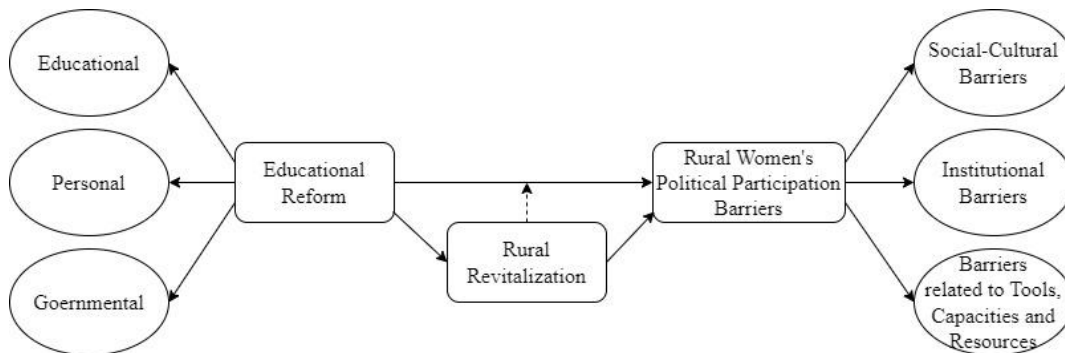 Educational
Personal
Goernmental
Educational
Reform
Rural
Revitalization
Rural Women's
Political Participation
Barriers
Social-Cultural
Barriers
Institutional
Barriers
Barriers
related to Tools,
Capacities and
Resources